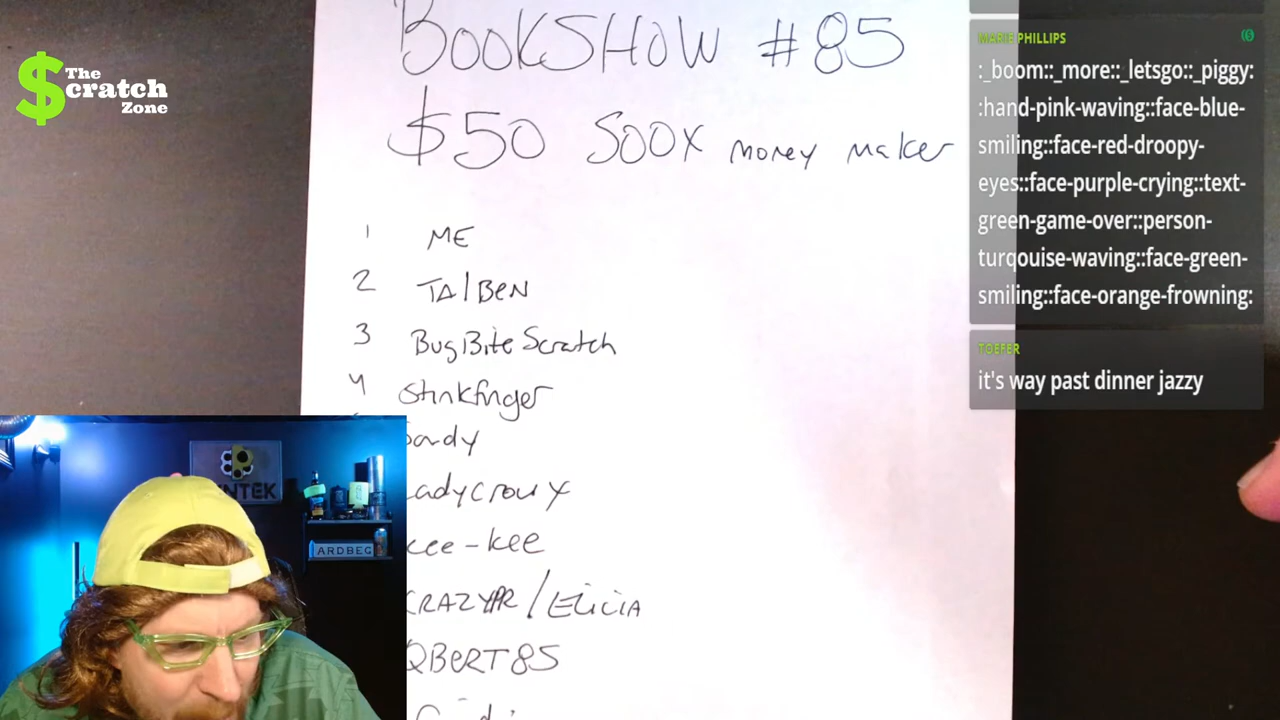 BOOKSHOW #85
$50 500X money maker
1 ME
2 TA/BEN
3 BugBiteScratch
4 Stinkfinger
Ladycroux
kee-kee
CRAZYPR/ELICIA
QBERT85
$The Scratch Zone
ARDBEG
MARIE PHILLIPS
:_boom::_more::_letsgo::_piggy:
:hand-pink-waving::face-blue-
smiling::face-red-droopy-
eyes::face-purple-crying::text-
green-game-over::person-
turqouise-waving::face-green-
smiling::face-orange-frowning:
TOEFER
it's way past dinner jazzy